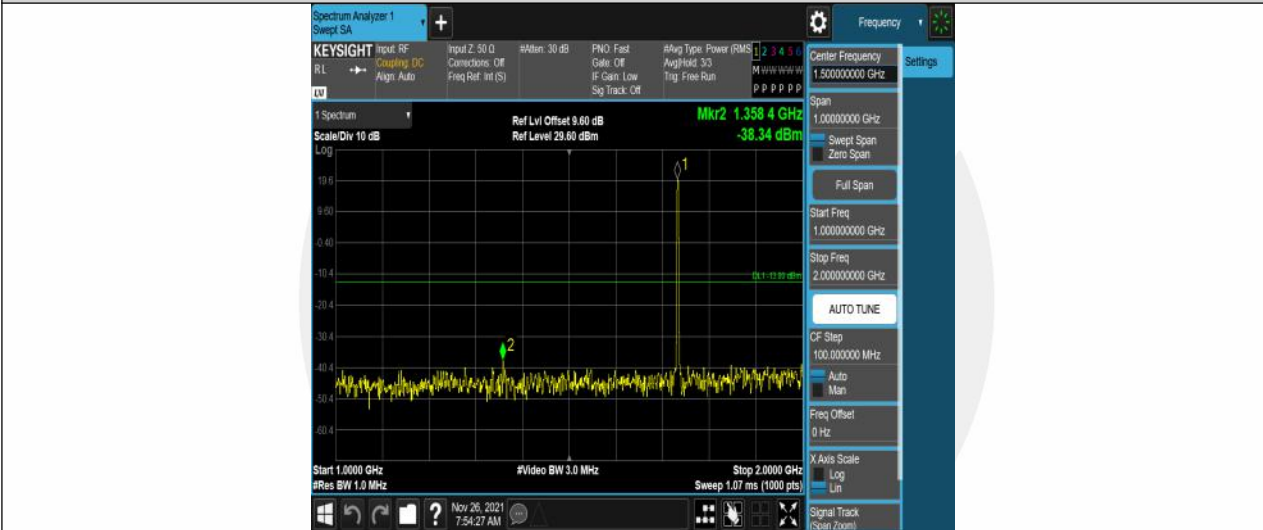 Spectrum Analyzer 1
Swept SA
+
Frequency
KEYSIGHT
Input: RF
Coupling: DC
Align: Auto
RL
LV
Input Z: 50 Ω
Corrections: Off
Freq Ref: Int (S)
#Atten: 30 dB
PNO: Fast
Gate: Off
IF Gain: Low
Sig Track: Off
#Avg Type: Power (RMS
Avg|Hold: 3/3
Trig: Free Run
1 2 3 4 5 6
M W W W W W
P P P P P P
Center Frequency
1.500000000 GHz
Settings
Span
1.00000000 GHz
Swept Span
Zero Span
Full Span
Start Freq
1.000000000 GHz
Stop Freq
2.000000000 GHz
AUTO TUNE
CF Step
100.000000 MHz
Auto
Man
Freq Offset
0 Hz
X Axis Scale
Log
Lin
Signal Track
(Span Zoom)
1 Spectrum
Scale/Div 10 dB
Log
Ref Lvl Offset 9.60 dB
Ref Level 29.60 dBm
Mkr2 1.358 4 GHz
-38.34 dBm
1
19.6
9.60
-0.40
-10.4
DL1 -13.00 dBm
-20.4
-30.4
2
-40.4
-50.4
-60.4
Start 1.0000 GHz
#Video BW 3.0 MHz
Stop 2.0000 GHz
#Res BW 1.0 MHz
Sweep 1.07 ms (1000 pts)
?
Nov 26, 2021
7:54:27 AM